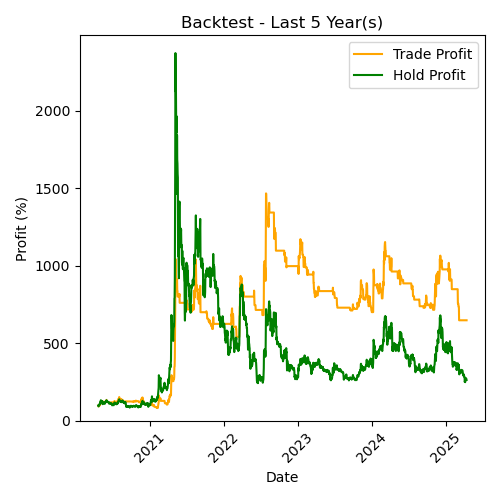 Backtest - Last 5 Year(s)
Trade Profit
Hold Profit
Profit (%)
2000
1500
1000
500
0
2021
2022
2023
2024
2025
Date